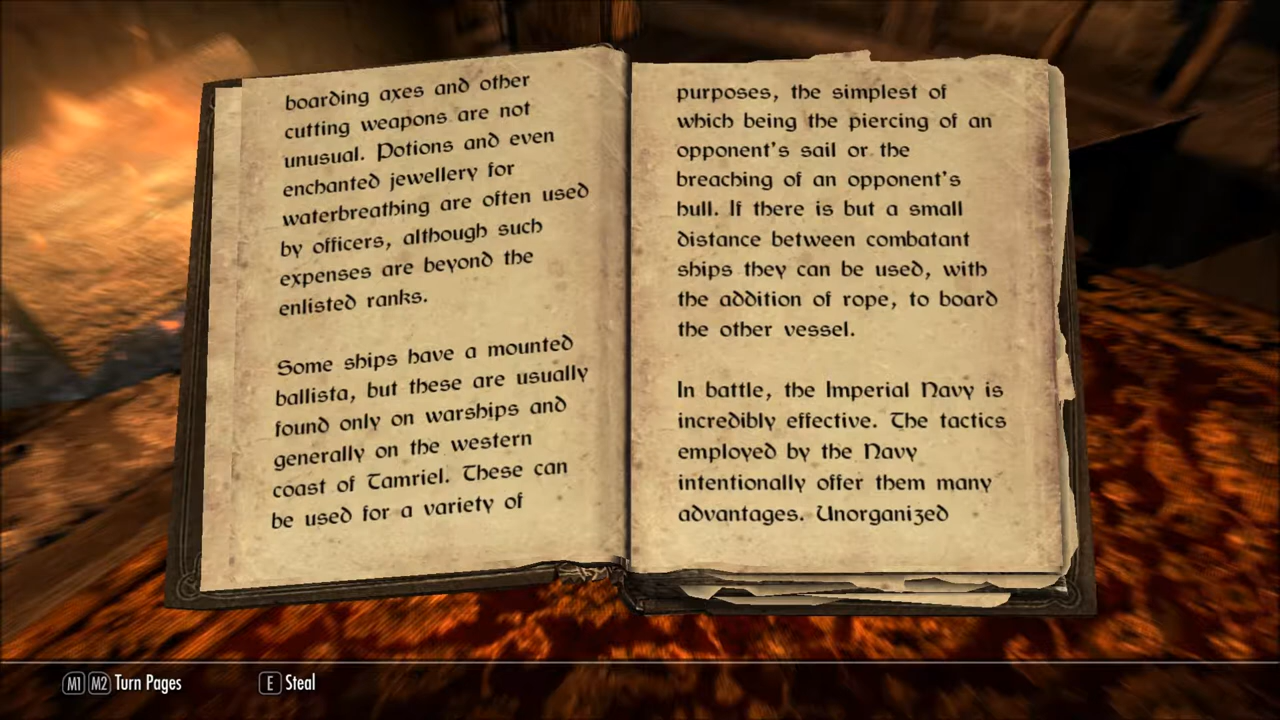 boarding axes and other
cutting weapons are not
unusual. Potions and even
enchanted jewellery for
waterbreathing are often used
by officers, although such
expenses are beyond the
enlisted ranks.
Some ships have a mounted
ballista, but these are usually
found only on warships and
generally on the western
coast of Tamriel. These can
be used for a variety of
purposes, the simplest of
which being the piercing of an
opponent's sail or the
breaching of an opponent's
hull. If there is but a small
distance between combatant
ships they can be used, with
the addition of rope, to board
the other vessel.
In battle, the Imperial Navy is
incredibly effective. The tactics
employed by the Navy
intentionally offer them many
advantages. Unorganized
M1 M2 Turn Pages E Steal